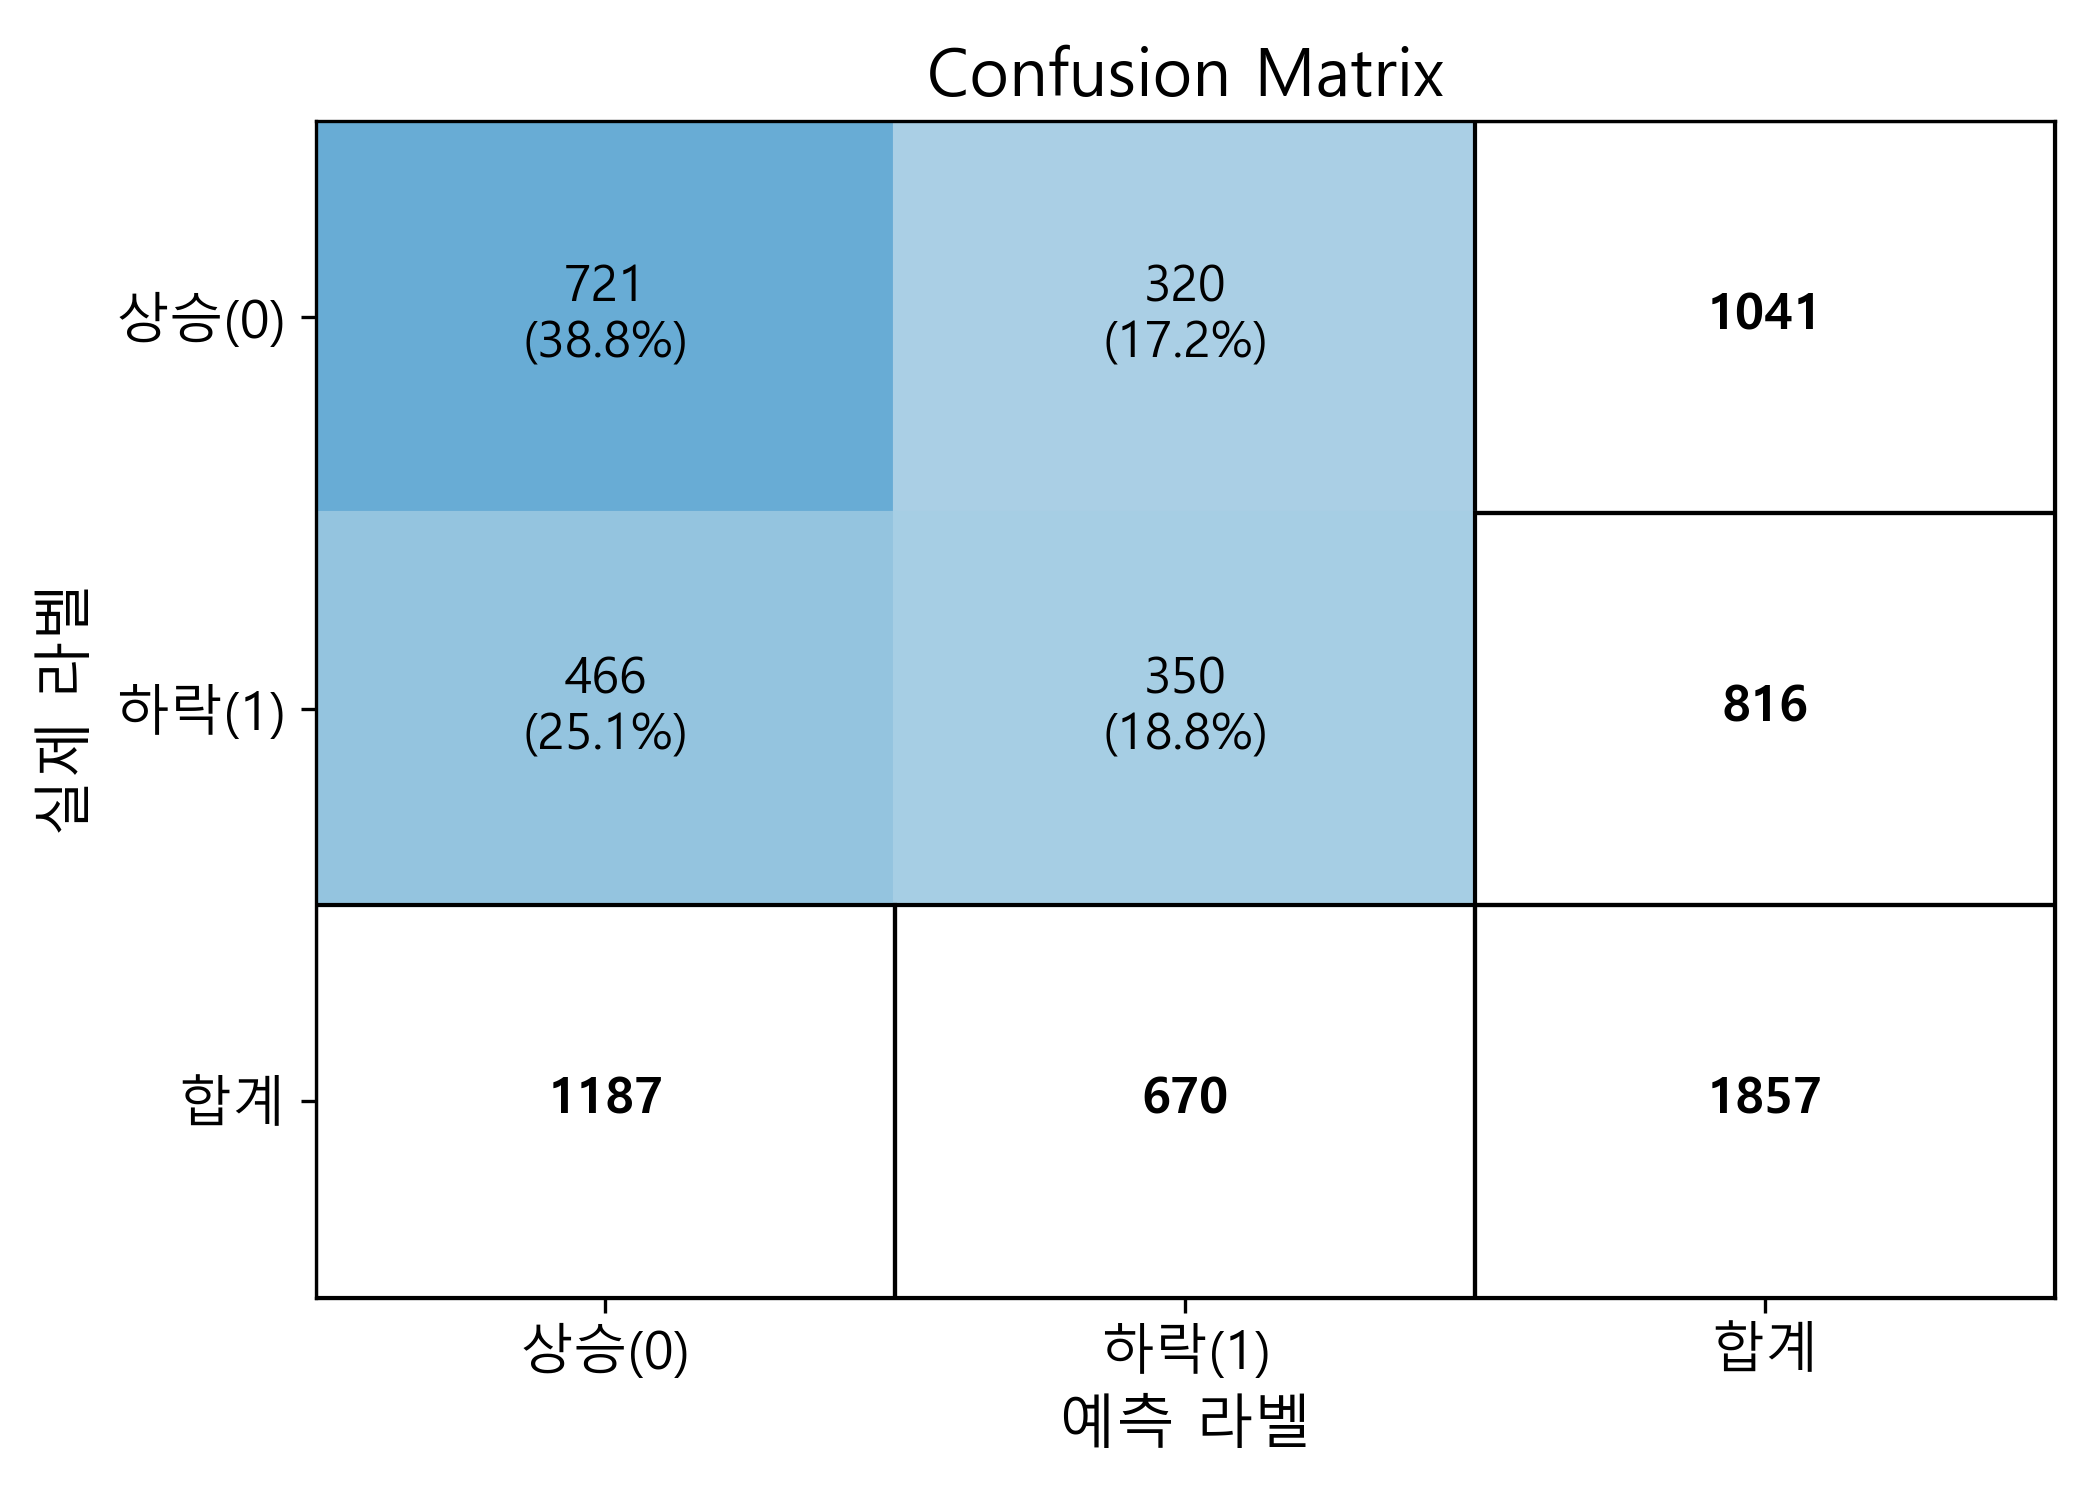 Confusion Matrix
상승(0)
721
(38.8%)
320
(17.2%)
1041
하락(1)
466
(25.1%)
350
(18.8%)
816
합계
1187
670
1857
실제 라벨
상승(0)
하락(1)
합계
예측 라벨